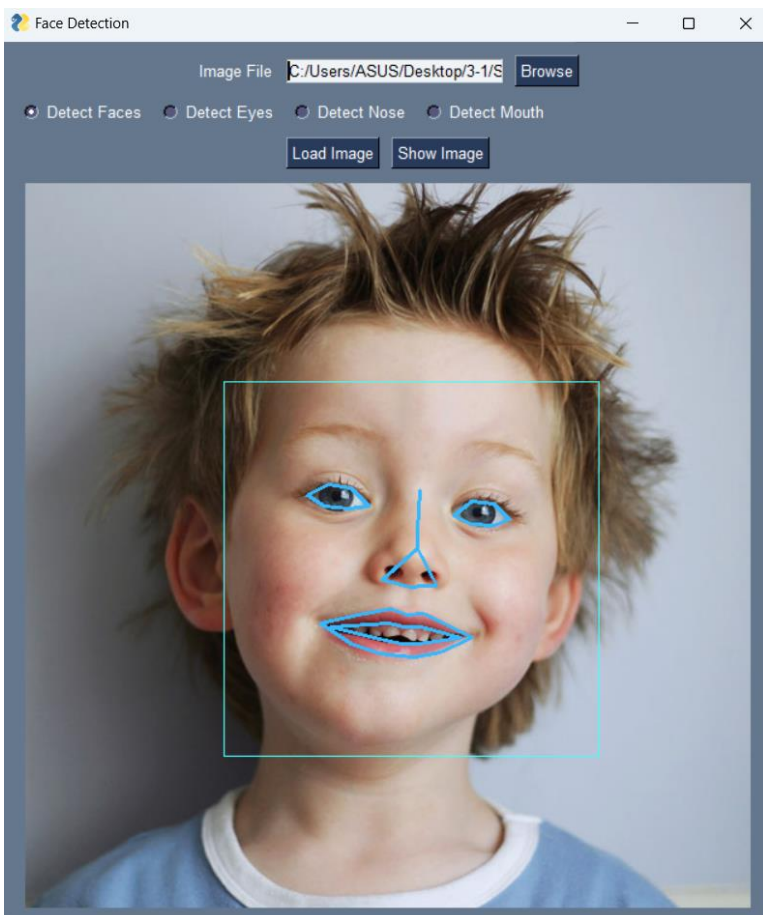 Face Detection
Image File C:/Users/ASUS/Desktop/3-1/S Browse
Detect Faces Detect Eyes Detect Nose Detect Mouth
Load Image Show Image